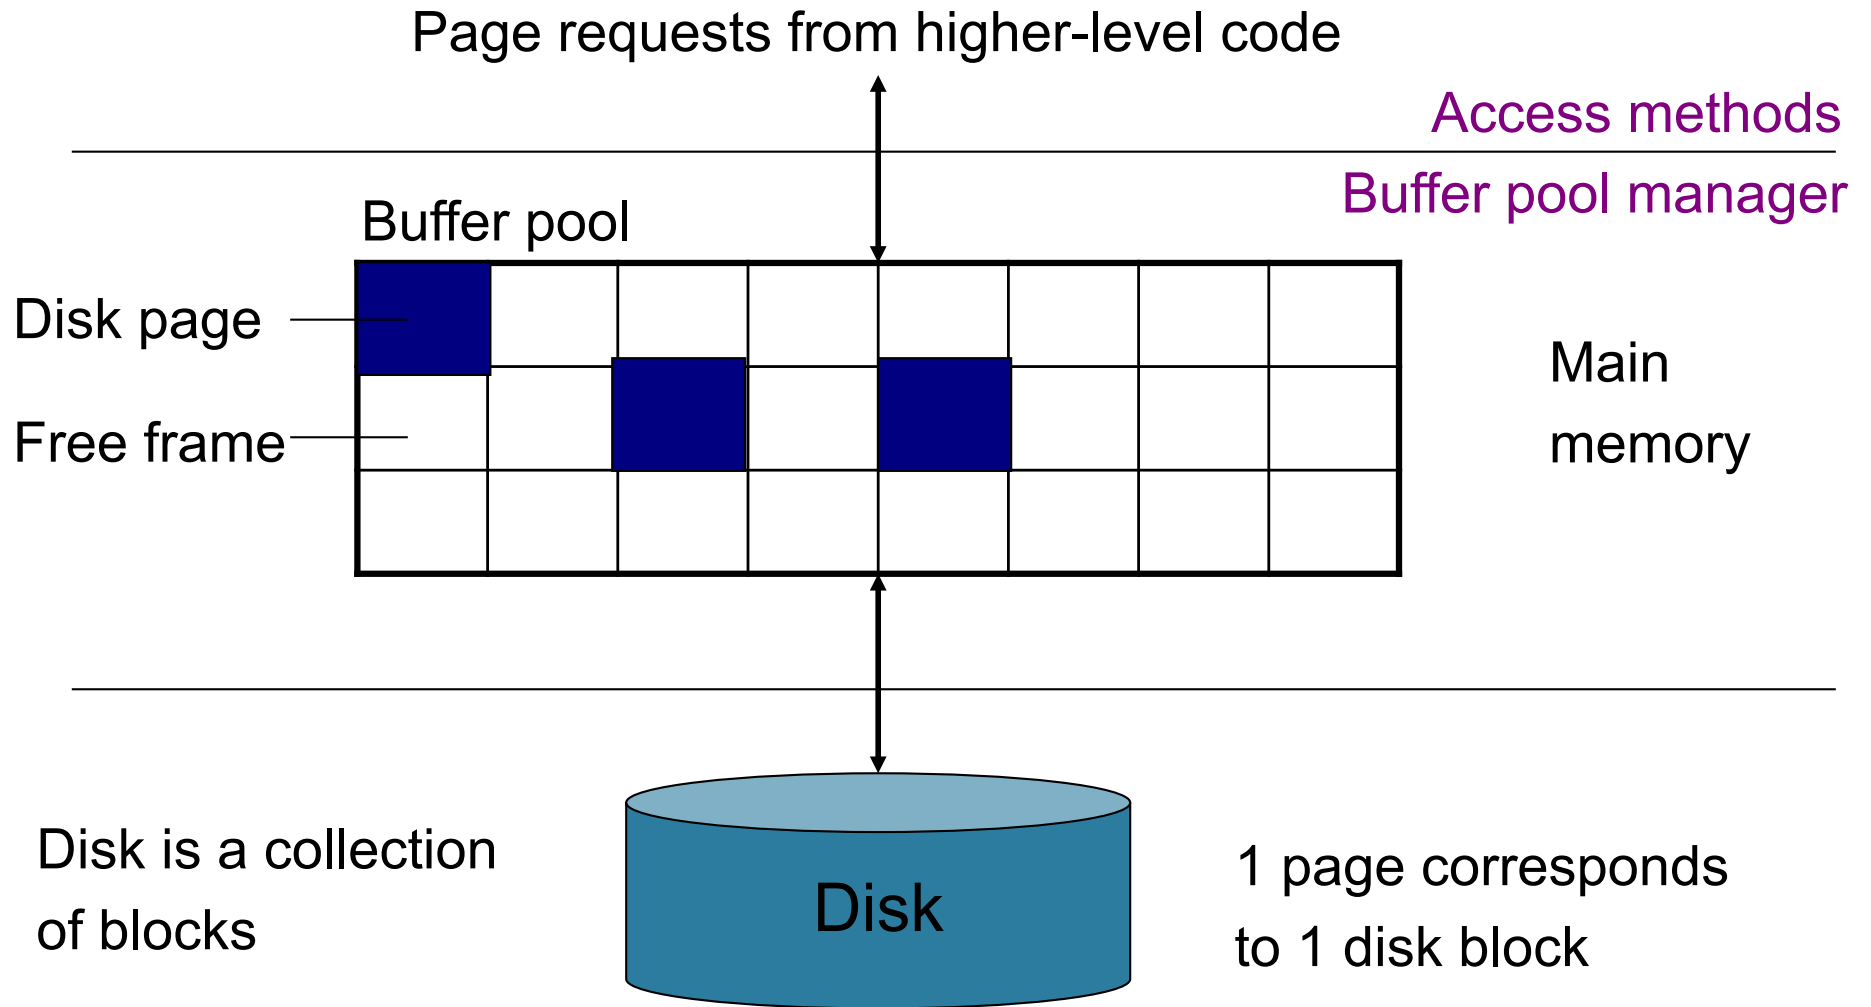 Page requests from higher-level code
Access methods
Buffer pool manager
Buffer pool
Disk page
Free frame
Main
memory
Disk is a collection
of blocks
Disk
1 page corresponds
to 1 disk block